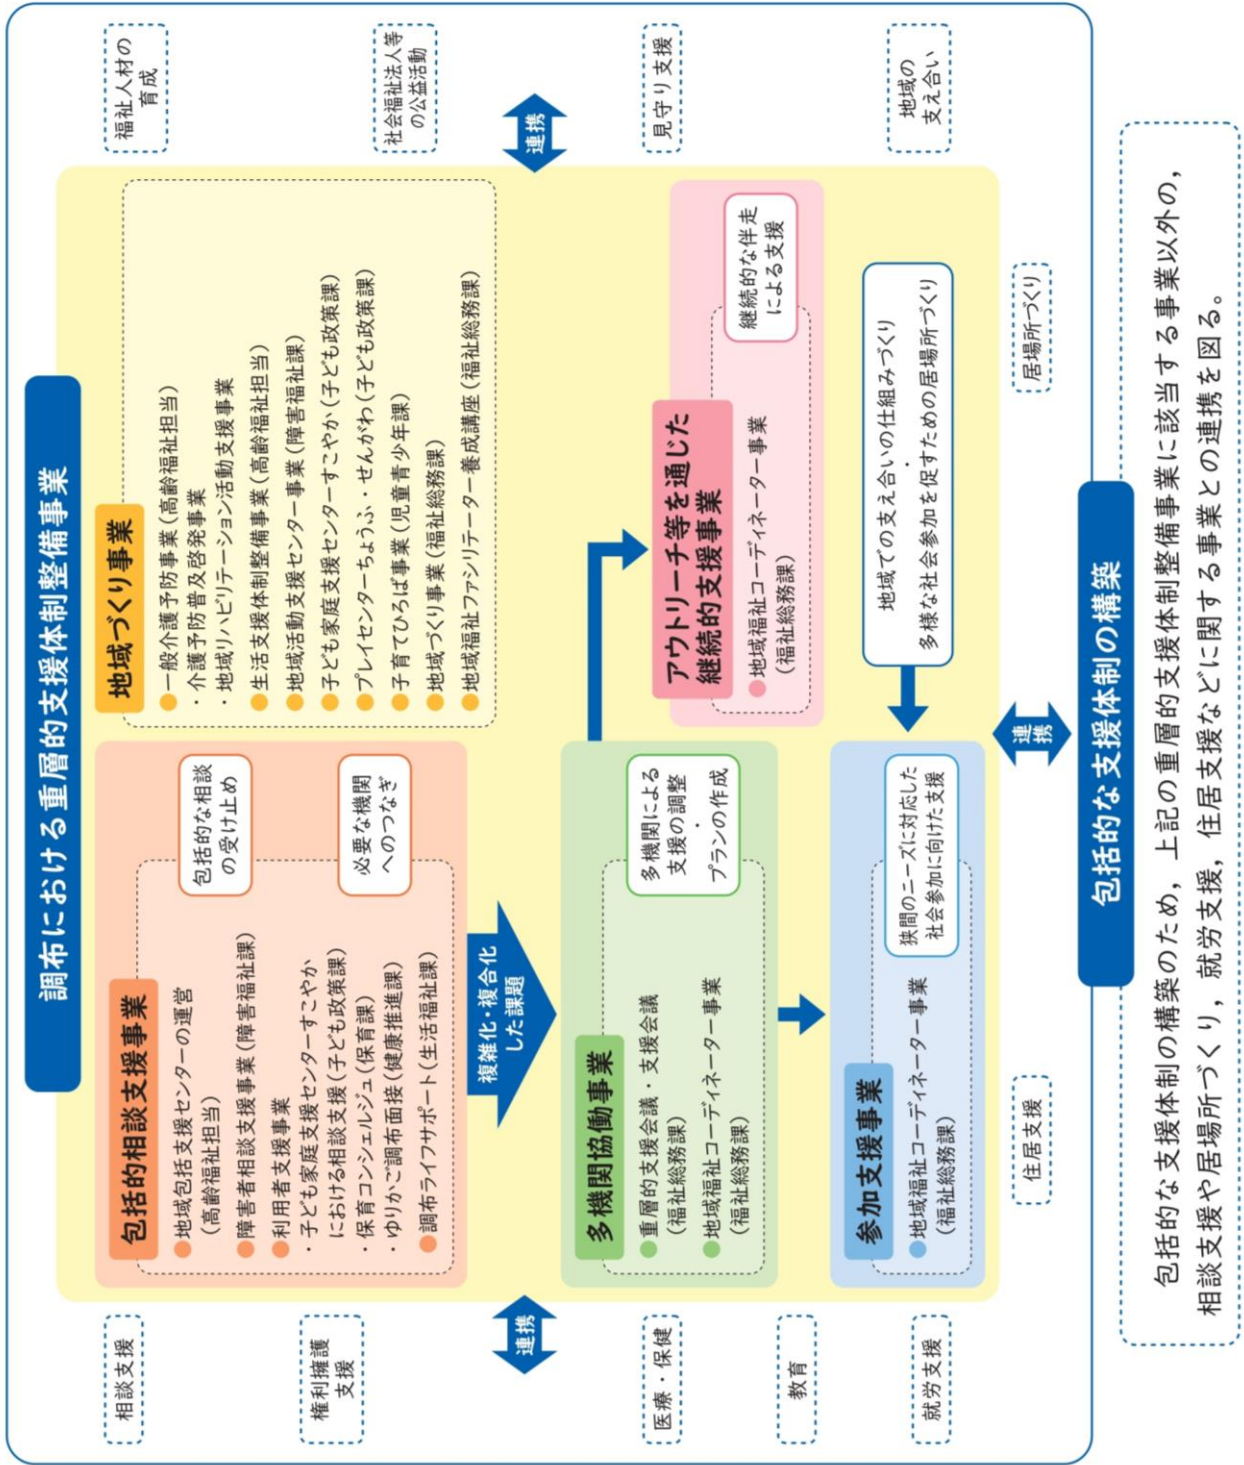 調布における重層的支援体制整備事業
相談支援
権利擁護
支援
医療・保健
教育
就労支援
連携
包括的相談支援事業
●地域包括支援センターの運営
(高齢福祉担当)
●障害者相談支援事業(障害福祉課)
●利用者支援事業
・子ども家庭支援センターすこやか
における相談支援(子ども政策課)
・保育コンシェルジュ(保育課)
・ゆりかご調布面接(健康推進課)
●調布ライフサポート(生活福祉課)
包括的な相談
の受け止め
必要な機関
へのつなぎ
地域づくり事業
●一般介護予防事業(高齢福祉担当)
・介護予防普及啓発事業
・地域リハビリテーション活動支援事業
●生活支援体制整備事業(高齢福祉担当)
●地域活動支援センター事業(障害福祉課)
●子ども家庭支援センターすこやか(子ども政策課)
●プレイセンターちょうふ・せんがわ(子ども政策課)
●子育てひろば事業(児童青少年課)
●地域づくり事業(福祉総務課)
●地域福祉ファシリテーター養成講座(福祉総務課)
複雑化・複合化
した課題
多機関協働事業
●重層的支援会議・支援会議
(福祉総務課)
●地域福祉コーディネーター事業
(福祉総務課)
多機関による
支援の調整
・
プランの作成
アウトリーチ等を通じた
継続的支援事業
●地域福祉コーディネーター事業
(福祉総務課)
継続的な伴走
による支援
参加支援事業
●地域福祉コーディネーター事業
(福祉総務課)
狭間のニーズに対応した
社会参加に向けた支援
地域での支え合いの仕組みづくり
・
多様な社会参加を促すための居場所づくり
福祉人材の
育成
社会福祉法人等
の公益活動
連携
見守り支援
地域の
支え合い
住居支援
連携
居場所づくり
包括的な支援体制の構築
包括的な支援体制の構築のため，上記の重層的支援体制整備事業に該当する事業以外の，
相談支援や居場所づくり，就労支援，住居支援などに関する事業との連携を図る。